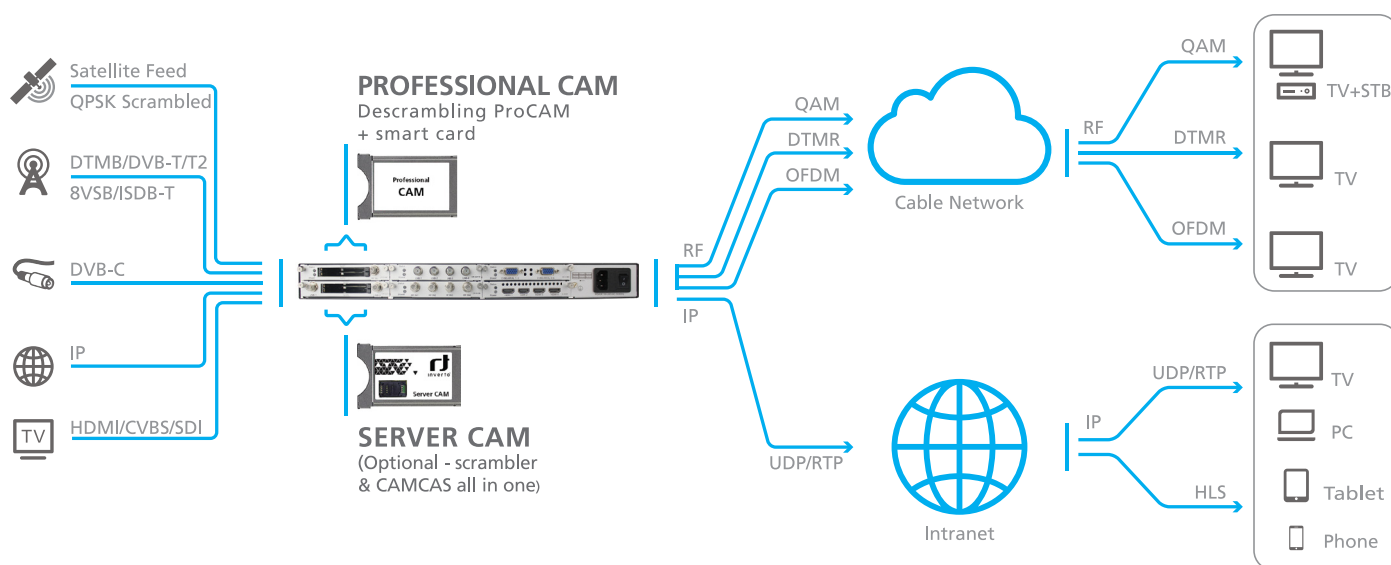 Satellite Feed
QPSK Scrambled
DTMB/DVB-T/T2
8VSB/ISDB-T
DVB-C
IP
TV
HDMI/CVBS/SDI
PROFESSIONAL CAM
Descrambling ProCAM
+ smart card
Professional
CAM
inverto
Server CAM
SERVER CAM
(Optional - scrambler
& CAMCAS all in one)
RF
IP
QAM
DTMR
OFDM
Cable Network
UDP/RTP
Intranet
RF
QAM
DTMR
OFDM
TV+STB
TV
TV
IP
UDP/RTP
HLS
TV
PC
Tablet
Phone